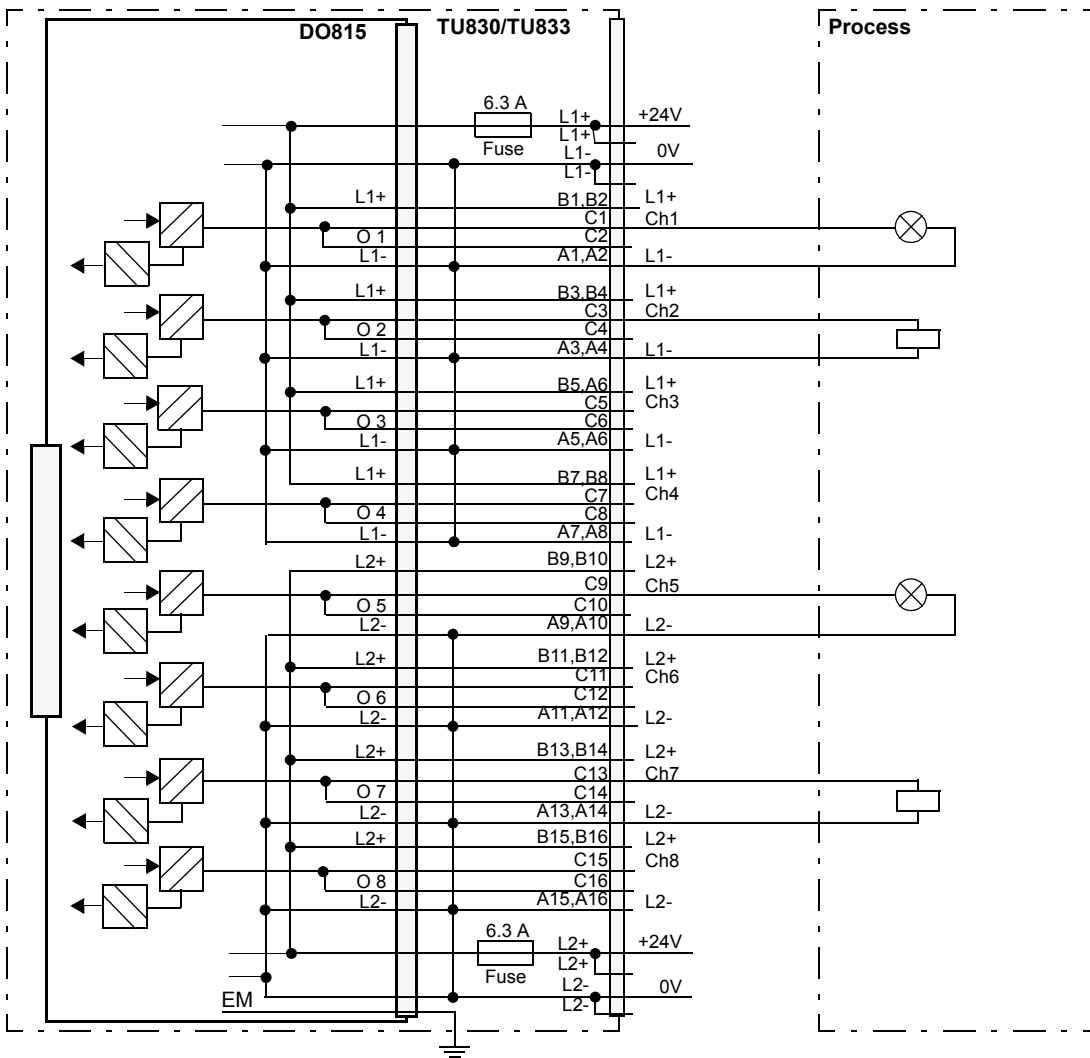 DO815 TU830/TU833 Process
6.3 A
Fuse
L1+ +24V
L1+
L1- 0V
L1-
L1+ B1,B2 L1+
C1 Ch1
O 1 C2
L1- A1,A2 L1-
L1+ B3,B4 L1+
C3 Ch2
O 2 C4
L1- A3,A4 L1-
L1+ B5,A6 L1+
C5 Ch3
O 3 C6
L1- A5,A6 L1-
L1+ B7,B8 L1+
C7 Ch4
O 4 C8
L1- A7,A8 L1-
L2+ B9,B10 L2+
C9 Ch5
O 5 C10
L2- A9,A10 L2-
L2+ B11,B12 L2+
C11 Ch6
O 6 C12
L2- A11,A12 L2-
L2+ B13,B14 L2+
C13 Ch7
O 7 C14
L2- A13,A14 L2-
L2+ B15,B16 L2+
C15 Ch8
O 8 C16
L2- A15,A16 L2-
6.3 A
Fuse
L2+ +24V
L2+
L2- 0V
L2-
EM